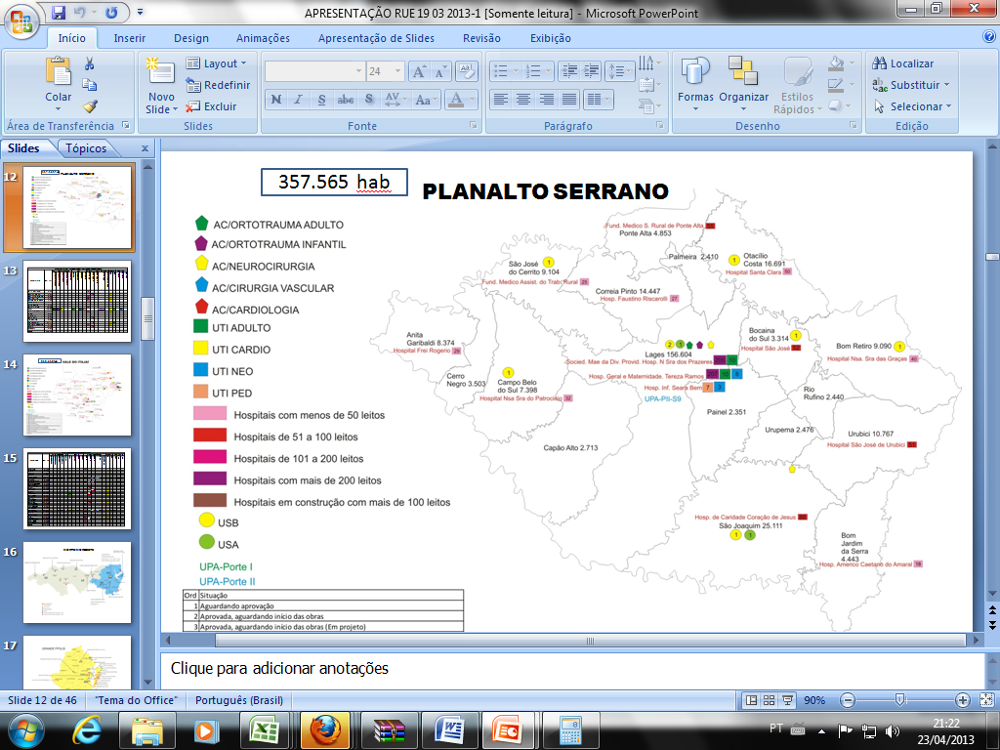 APRESENTAÇÃO RUE 19 03 2013-1 [Somente leitura] - Microsoft PowerPoint
Início Inserir Design Animações Apresentação de Slides Revisão Exibição
Colar
Área de Transferência
Novo Slide
Layout
Redefinir
Excluir
Slides
24
N I S abc S AV Aa A
Fonte
Parágrafo
Formas Organizar Estilos Rápidos
Desenho
Localizar
Substituir
Selecionar
Edição
Slides Tópicos x
12
13
14
15
16
17
357.565 hab
PLANALTO SERRANO
AC/ORTOTRAUMA ADULTO
AC/ORTOTRAUMA INFANTIL
AC/NEUROCIRURGIA
AC/CIRURGIA VASCULAR
AC/CARDIOLOGIA
UTI ADULTO
UTI CARDIO
UTI NEO
UTI PED
Hospitais com menos de 50 leitos
Hospitais de 51 a 100 leitos
Hospitais de 101 a 200 leitos
Hospitais com mais de 200 leitos
Hospitais em construção com mais de 100 leitos
USB
USA
UPA-Porte I
UPA-Porte II
Ord Situação
1 Aguardando aprovação
2 Aprovada, aguardando início das obras
3 Aprovada, aguardando início das obras (Em projeto)
Fund. Medico S. Rural de Ponte Alta
Ponte Alta 4.853
Palmeira 2.410
1
Otacílio
Costa 16.691
Hospital Santa Clara 50
São José 1
do Cerrito 9.104
Fund. Medico Assist. do Trab. Rural 25
Correia Pinto 14.447
Hosp. Faustino Riscarolli 27
Anita
Garibaldi 8.374
Hospital Frei Rogerio 29
Cerro
Negro 3.503
1
Campo Belo
do Sul 7.398
Hospital Nsa Sra do Patrocinio 32
Capão Alto 2.713
2 1
Lages 156.604
Socied. Mae da Div. Provid. Hosp. N Sra dos Prazeres 10
Hosp. Geral e Maternidade. Tereza Ramos
Hosp. Inf. Seara Bem 7
UPA-PII-S9
Bocaina
do Sul 3.314 1
Hospital São José
Bom Retiro 9.090 1
Hospital Nsa. Sra das Graças 40
Rio
Rufino 2.440
Painel 2.351
Urupema 2.476
Urubici 10.767
Hospital São José de Urubici
Hosp. de Caridade Coração de Jesus
São Joaquim 25.111
1 1
Bom
Jardim
da Serra
4.443
Hosp. Americo Caetano do Amaral 18
Clique para adicionar anotações
Slide 12 de 46 "Tema do Office" Português (Brasil) 90%
PT 21:22
23/04/2013